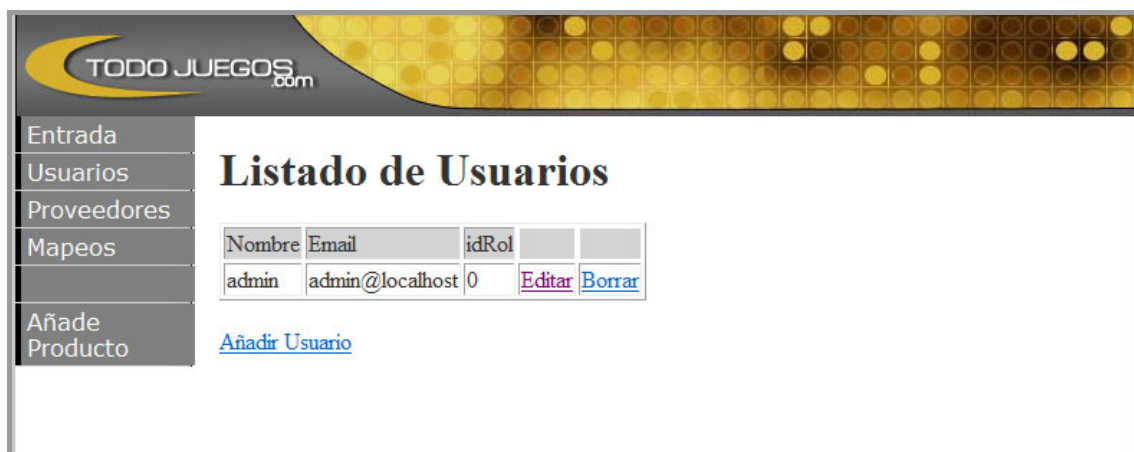 TODO JUEGOS
.com
Entrada
Usuarios
Proveedores
Mapeos
Añade
Producto
Listado de Usuarios
Nombre Email idRol
admin admin@localhost 0 Editar Borrar
Añadir Usuario